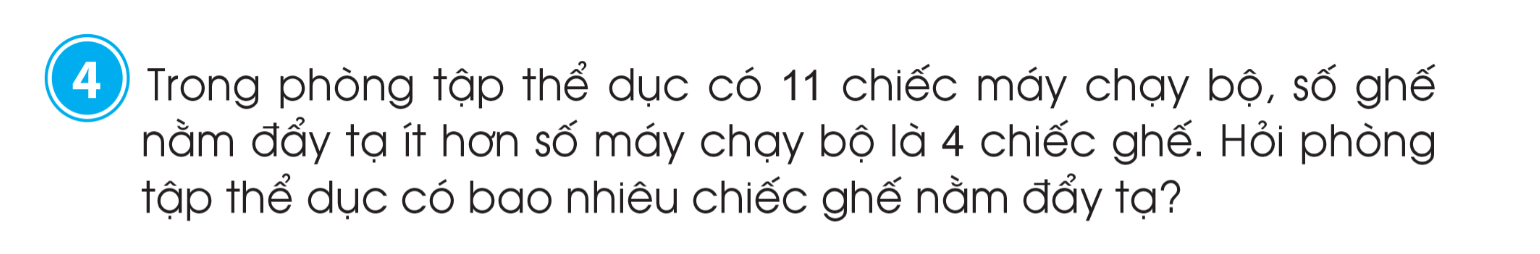 4 Trong phòng tập thể dục có 11 chiếc máy chạy bộ, số ghế
nằm đẩy tạ ít hơn số máy chạy bộ là 4 chiếc ghế. Hỏi phòng
tập thể dục có bao nhiêu chiếc ghế nằm đẩy tạ?